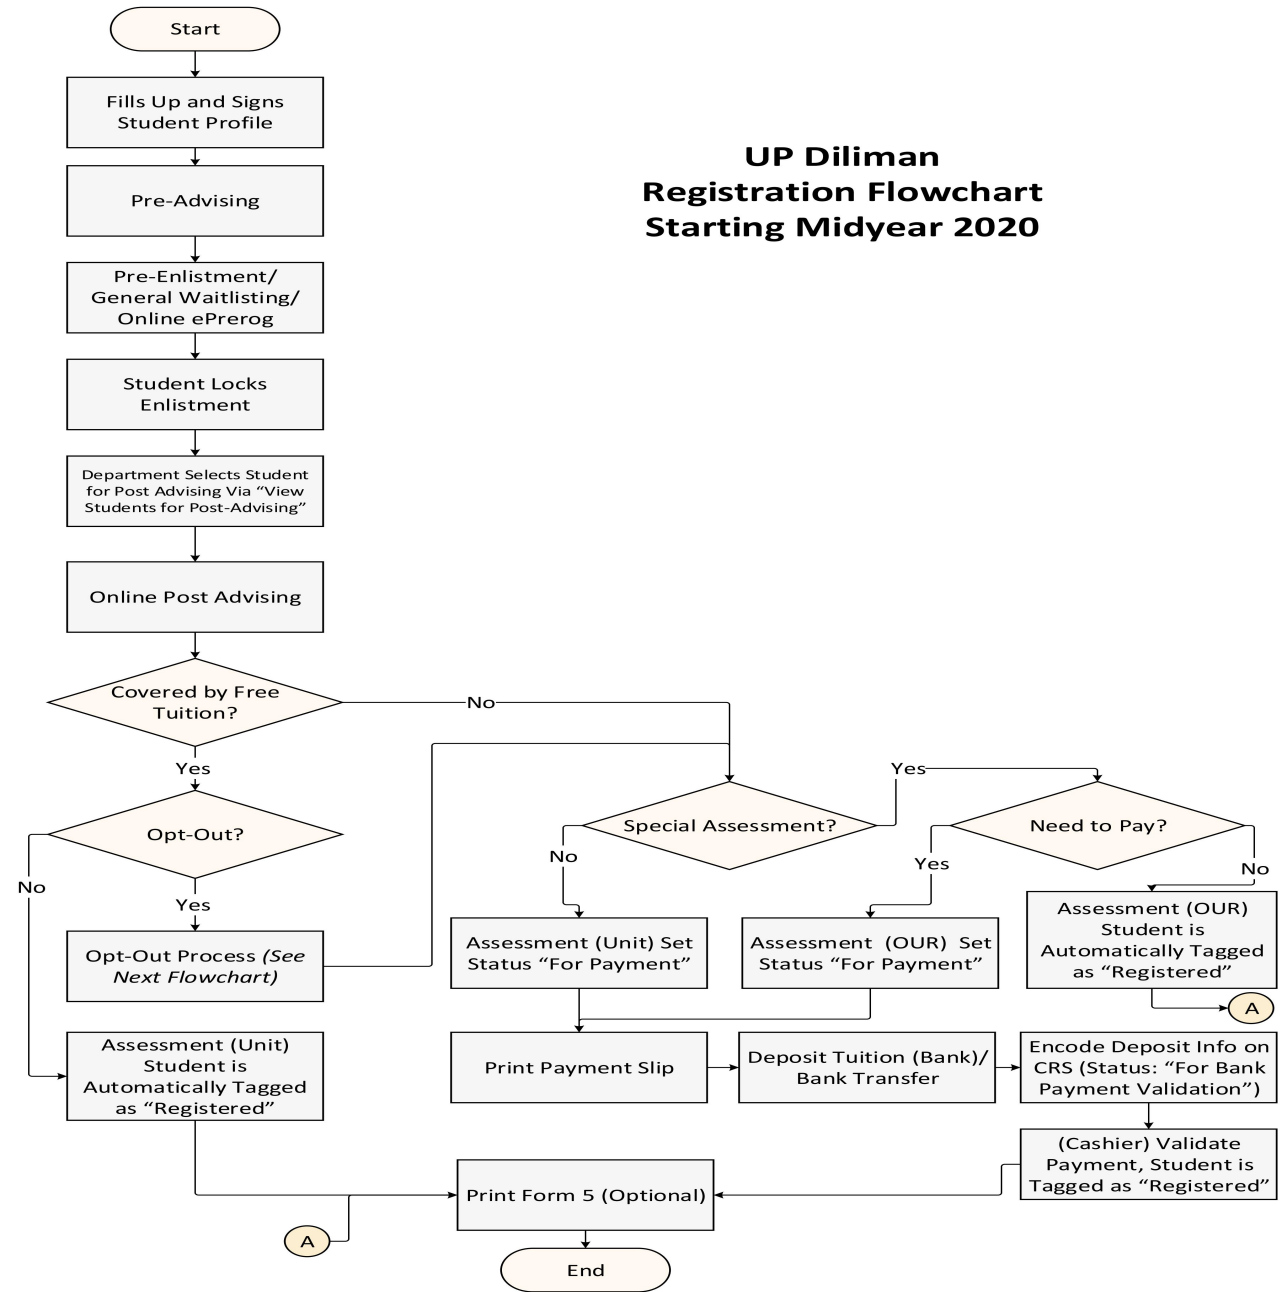 Start
Fills Up and Signs
Student Profile
UP Diliman
Registration Flowchart
Starting Midyear 2020
Pre-Advising
Pre-Enlistment/
General Waitlisting/
Online ePrerog
Student Locks
Enlistment
Department Selects Student
for Post Advising Via “View
Students for Post-Advising”
Online Post Advising
Covered by Free
Tuition?
No
Yes
Opt-Out?
No
Yes
Opt-Out Process (See
Next Flowchart)
Assessment (Unit)
Student is
Automatically Tagged
as “Registered”
Special Assessment?
Yes
No
Need to Pay?
Yes
No
Assessment (Unit) Set
Status “For Payment”
Assessment (OUR) Set
Status “For Payment”
Assessment (OUR)
Student is
Automatically Tagged
as “Registered”
A
Print Payment Slip
Deposit Tuition (Bank)/
Bank Transfer
Encode Deposit Info on
CRS (Status: “For Bank
Payment Validation”)
(Cashier) Validate
Payment, Student is
Tagged as “Registered”
Print Form 5 (Optional)
A
End